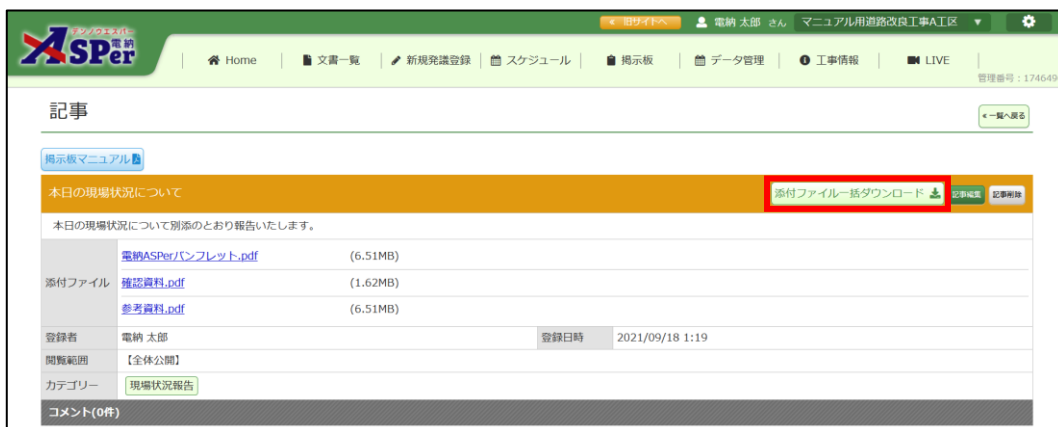 デンノウエスパー
ASPer電納
< 旧サイトへ
電納 太郎 さん
マニュアル用道路改良工事A工区 ▼
Home
文書一覧
新規発議登録
スケジュール
掲示板
データ管理
工事情報
LIVE
管理番号：174649
記事
<一覧へ戻る
掲示板マニュアル
本日の現場状況について
添付ファイル一括ダウンロード
記事編集
記事削除
本日の現場状況について別添のとおり報告いたします。
添付ファイル
電納ASPerパンフレット.pdf (6.51MB)
確認資料.pdf (1.62MB)
参考資料.pdf (6.51MB)
登録者 電納 太郎 登録日時 2021/09/18 1:19
閲覧範囲 【全体公開】
カテゴリー 現場状況報告
コメント(0件)